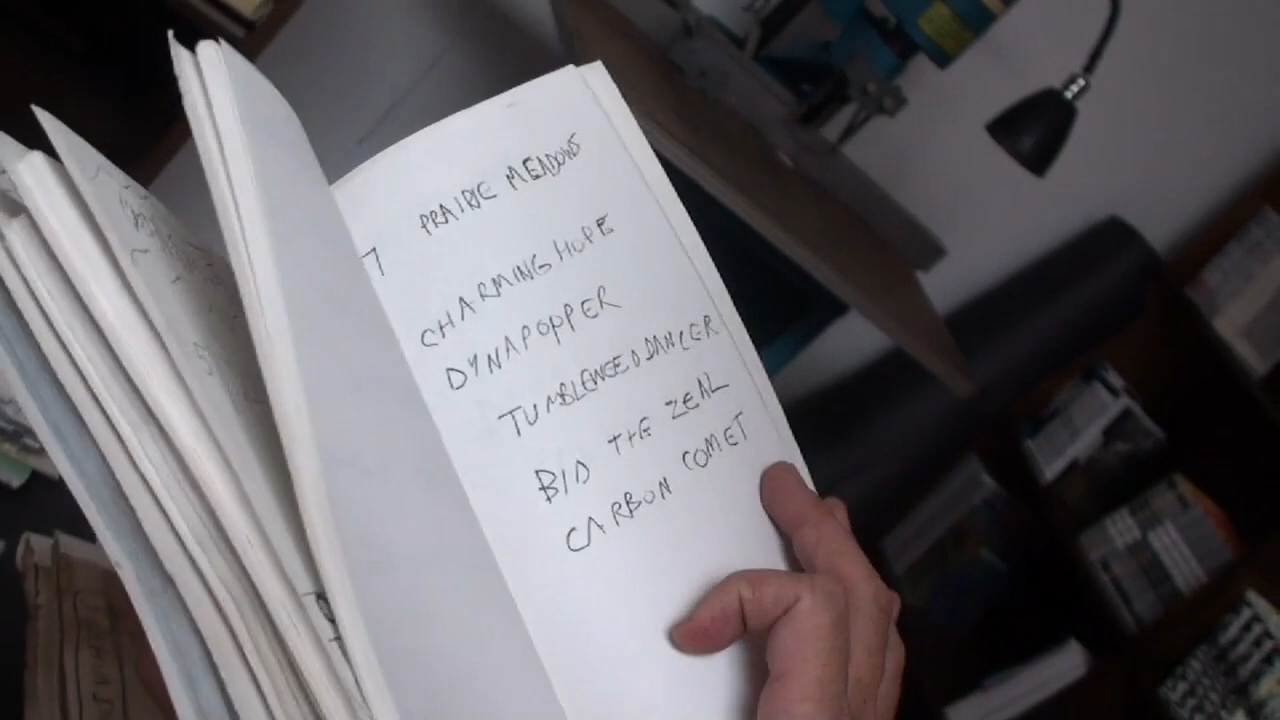 PRAIRIE MEADOWS
7
CHARMING HOPE
DYNAPOPPER
TUMBLEWEED DANCER
BID THE ZEAL
CARBON COMET